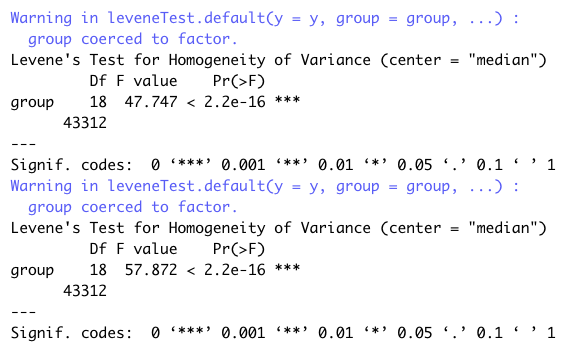 Warning in leveneTest.default(y = y, group = group, ...) :
  group coerced to factor.
Levene's Test for Homogeneity of Variance (center = "median")
         Df F value    Pr(>F)
group    18  47.747 < 2.2e-16 ***
      43312
---
Signif. codes:  0 ‘***’ 0.001 ‘**’ 0.01 ‘*’ 0.05 ‘.’ 0.1 ‘ ’ 1
Warning in leveneTest.default(y = y, group = group, ...) :
  group coerced to factor.
Levene's Test for Homogeneity of Variance (center = "median")
         Df F value    Pr(>F)
group    18  57.872 < 2.2e-16 ***
      43312
---
Signif. codes:  0 ‘***’ 0.001 ‘**’ 0.01 ‘*’ 0.05 ‘.’ 0.1 ‘ ’ 1